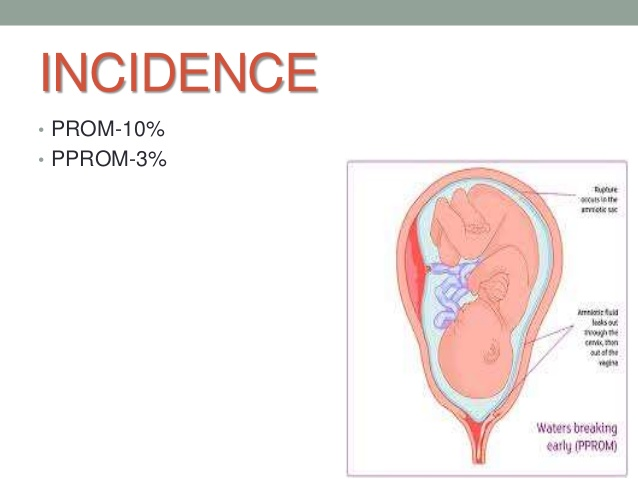 INCIDENCE
• PROM-10%
• PPROM-3%
Rupture
occurs in the
amniotic sac
Amniotic fluid
leaks out
through the
cervix, then
out of the
vagina
Waters breaking
early (PPROM)